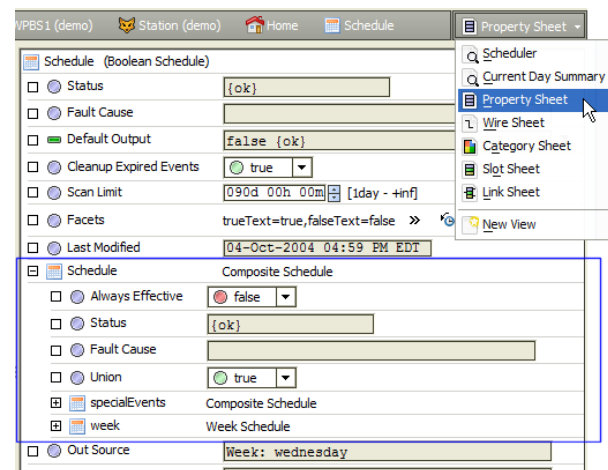 WPBS1 (demo) Station (demo) Home Schedule Property Sheet
Scheduler
Current Day Summary
Property Sheet
Wire Sheet
Category Sheet
Slot Sheet
Link Sheet
New View
Schedule (Boolean Schedule)
Status {ok}
Fault Cause
Default Output false {ok}
Cleanup Expired Events true
Scan Limit 090d 00h 00m [1day - +inf]
Facets trueText=true,falseText=false »
Last Modified 04-Oct-2004 04:59 PM EDT
Schedule Composite Schedule
Always Effective false
Status {ok}
Fault Cause
Union true
specialEvents Composite Schedule
week Week Schedule
Out Source Week: wednesday